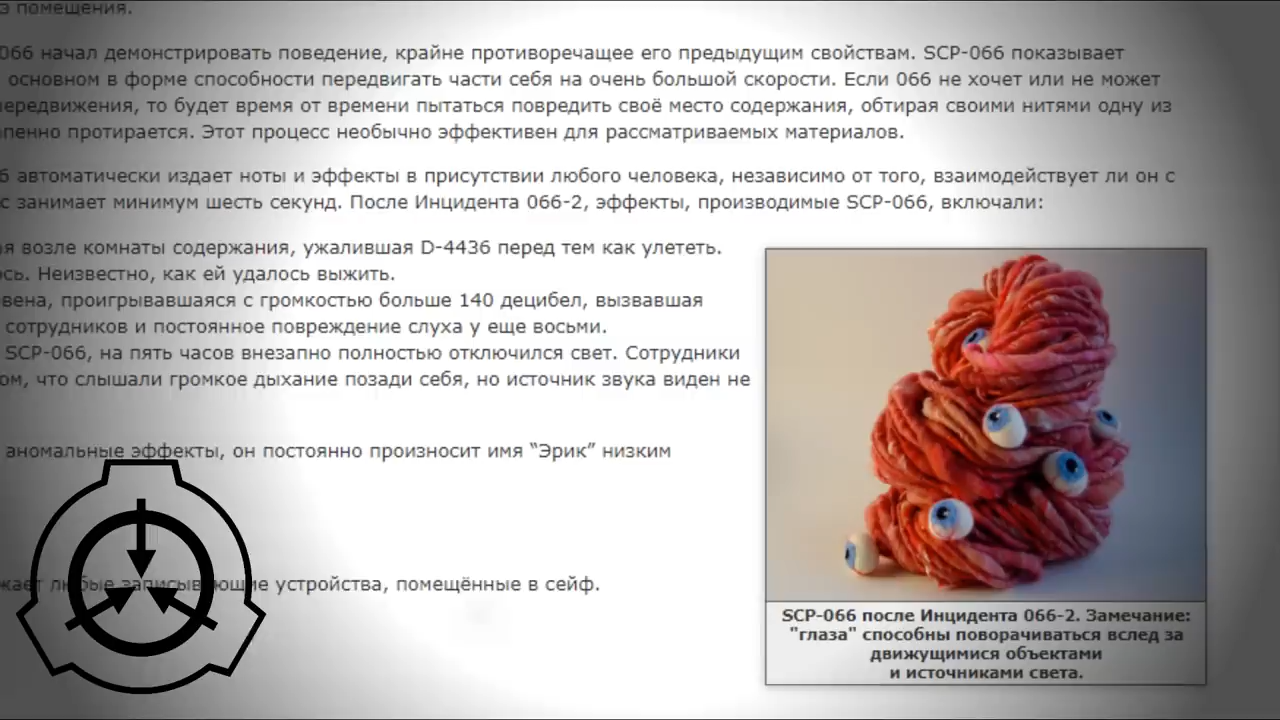 з помещения.
066 начал демонстрировать поведение, крайне противоречащее его предыдущим свойствам. SCP-066 показывает
основном в форме способности передвигать части себя на очень большой скорости. Если 066 не хочет или не может
передвижения, то будет время от времени пытаться повредить своё место содержания, обтирая своими нитями одну из
пенно протирается. Этот процесс необычно эффективен для рассматриваемых материалов.
6 автоматически издает ноты и эффекты в присутствии любого человека, независимо от того, взаимодействует ли он с
с занимает минимум шесть секунд. После Инцидента 066-2, эффекты, производимые SCP-066, включали:
я возле комнаты содержания, ужалившая D-4436 перед тем как улететь.
ось. Неизвестно, как ей удалось выжить.
овена, проигрывавшаяся с громкостью больше 140 децибел, вызвавшая
сотрудников и постоянное повреждение слуха у еще восьми.
SCP-066, на пять часов внезапно полностью отключился свет. Сотрудники
ом, что слышали громкое дыхание позади себя, но источник звука виден не
аномальные эффекты, он постоянно произносит имя “Эрик” низким
жает любые записывающие устройства, помещённые в сейф.
SCP-066 после Инцидента 066-2. Замечание:
"глаза" способны поворачиваться вслед за
движущимися объектами
и источниками света.